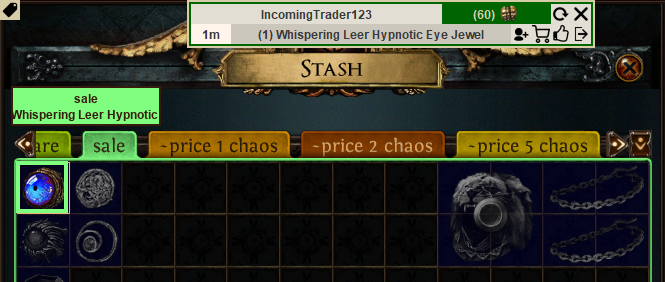 IncomingTrader123
(60)
1m
(1) Whispering Leer Hypnotic Eye Jewel
STASH
sale
Whispering Leer Hypnotic
are
sale
~price 1 chaos
~price 2 chaos
~price 5 chaos